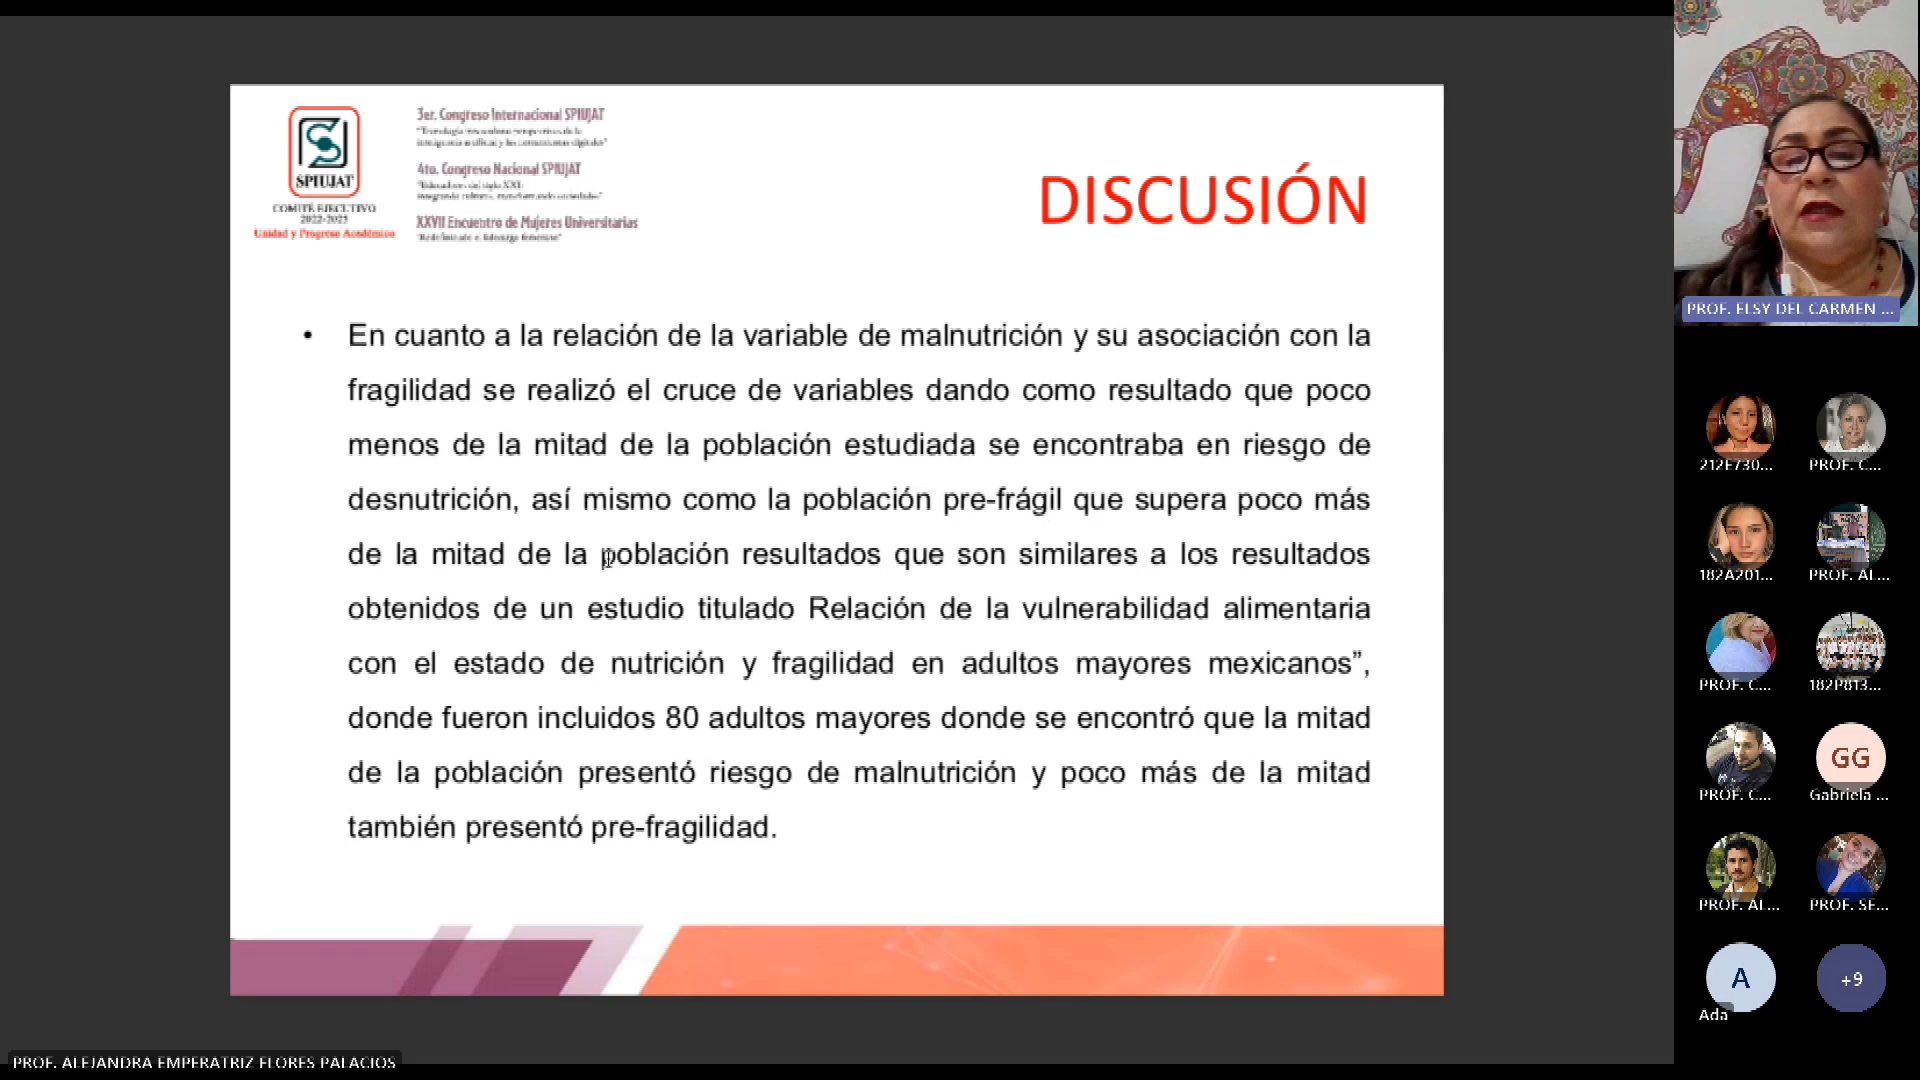 SPIUJAT
COMITÉ EJECUTIVO
2022-2025
Unidad y Progreso Académico
3er. Congreso Internacional SPIUJAT
4to. Congreso Nacional SPIUJAT
"Educadores del siglo XXI:
XXVII Encuentro de Mujeres Universitarias
DISCUSIÓN
• En cuanto a la relación de la variable de malnutrición y su asociación con la
fragilidad se realizó el cruce de variables dando como resultado que poco
menos de la mitad de la población estudiada se encontraba en riesgo de
desnutrición, así mismo como la población pre-frágil que supera poco más
de la mitad de la población resultados que son similares a los resultados
obtenidos de un estudio titulado Relación de la vulnerabilidad alimentaria
con el estado de nutrición y fragilidad en adultos mayores mexicanos”,
donde fueron incluidos 80 adultos mayores donde se encontró que la mitad
de la población presentó riesgo de malnutrición y poco más de la mitad
también presentó pre-fragilidad.
PROF. ELSY DEL CARMEN ...
212E730...
PROF. C...
182A201...
PROF. AL...
PROF. C...
182P813...
PROF. C...
GG
Gabriela ...
PROF. AL...
PROF. SE...
A
Ada
+9
PROF. ALEJANDRA EMPERATRIZ FLORES PALACIOS